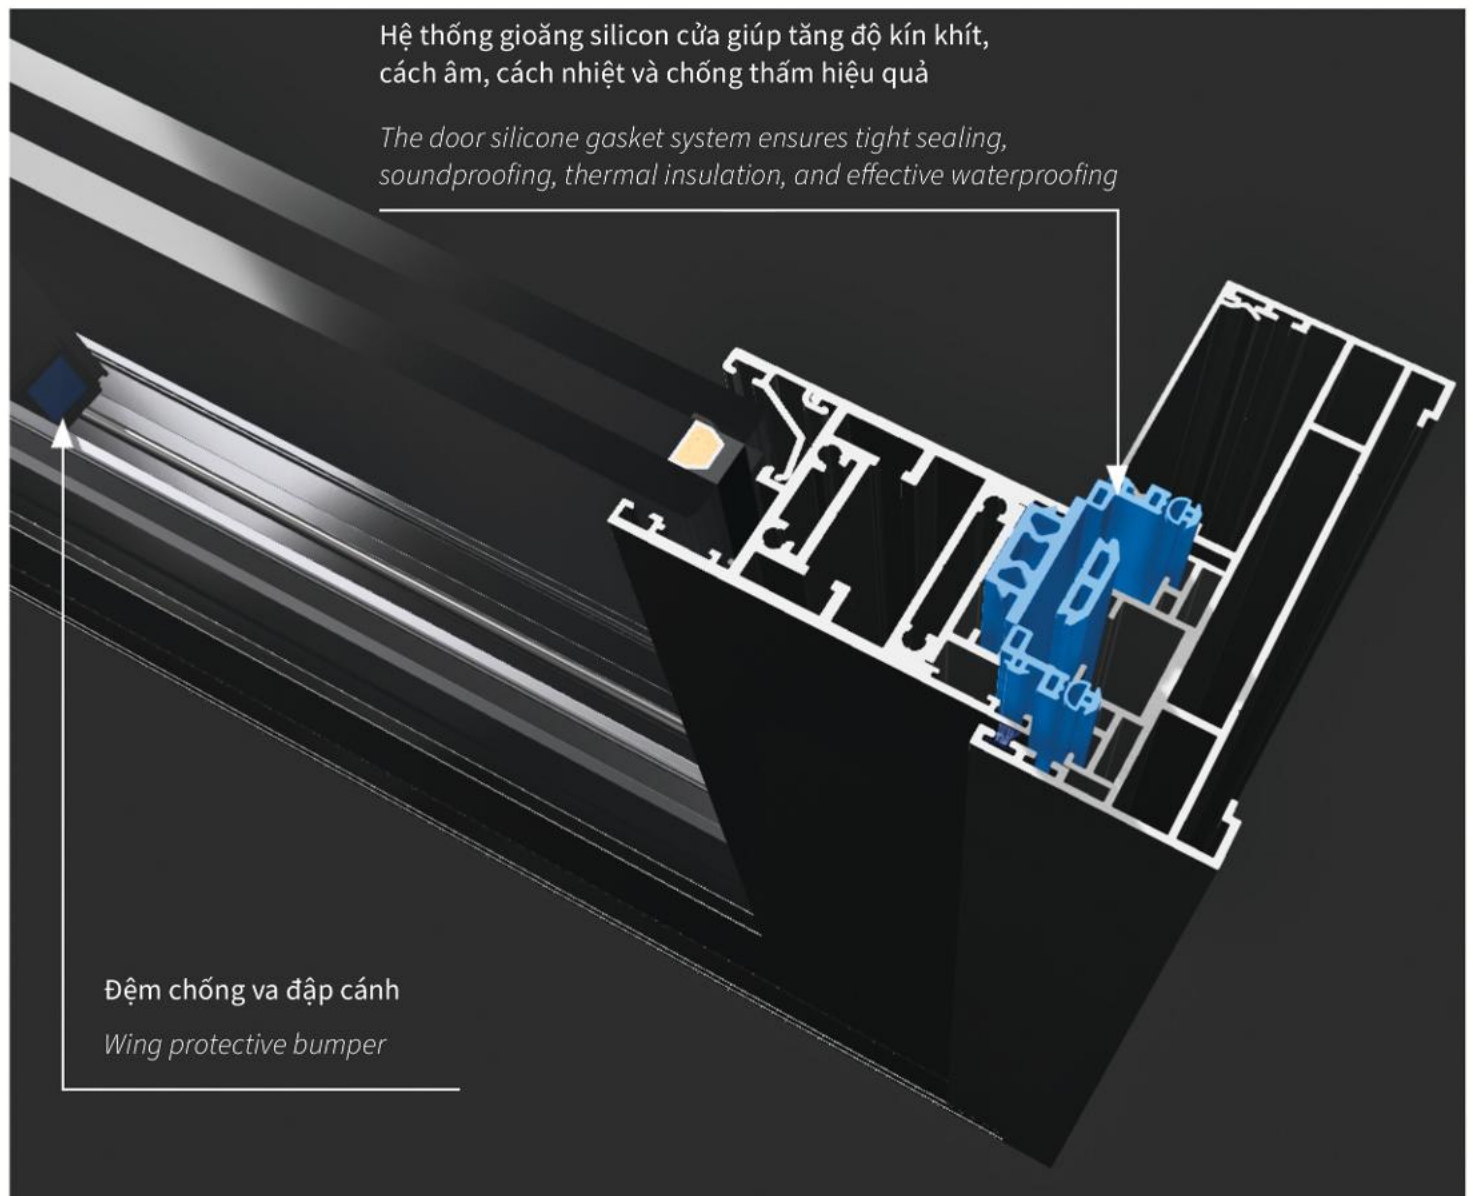 Hệ thống gioăng silicon cửa giúp tăng độ kín khít,
cách âm, cách nhiệt và chống thấm hiệu quả
The door silicone gasket system ensures tight sealing,
soundproofing, thermal insulation, and effective waterproofing
Đệm chống va đập cánh
Wing protective bumper